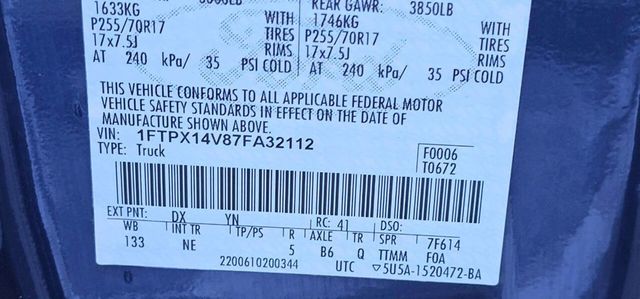 REAR GAWR: 3850LB
1633KG WITH 1746KG WITH
P255/70R17 TIRES P255/70R17 TIRES
17x7.5J RIMS 17x7.5J RIMS
AT 240 kPa/ 35 PSI COLD AT 240 kPa/ 35 PSI COLD
THIS VEHICLE CONFORMS TO ALL APPLICABLE FEDERAL MOTOR
VEHICLE SAFETY STANDARDS IN EFFECT ON THE DATE OF
MANUFACTURE SHOWN ABOVE.
VIN: 1FTPX14V87FA32112
TYPE: Truck F0006
T0672
EXT PNT: DX YN RC: 41 DSO:
WB INT TR TP/PS R AXLE TR SPR 7F614
133 NE 5 B6 Q TTMM FOA
2200610200344 UTC ▽5U5A-1520472-BA